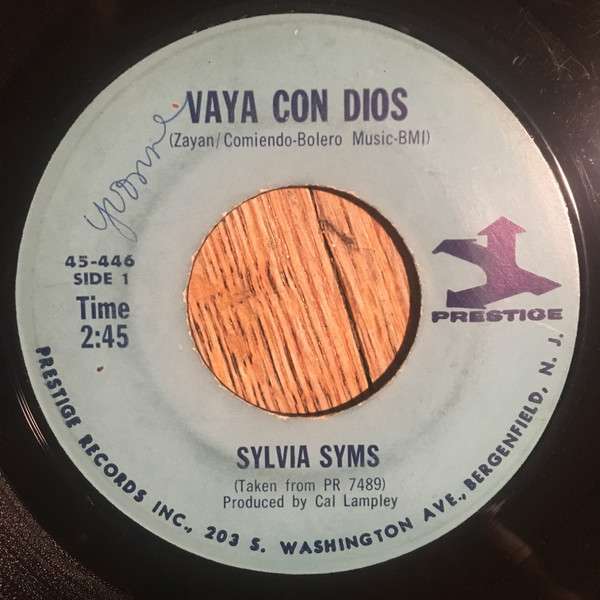 VAYA CON DIOS
(Zayan/Comiendo-Bolero Music-BMI)
yvonne
45-446
SIDE 1
Time
2:45
PRESTIGE
SYLVIA SYMS
(Taken from PR 7489)
Produced by Cal Lampley
PRESTIGE RECORDS INC., 203 S. WASHINGTON AVE., BERGENFIELD, N. J.